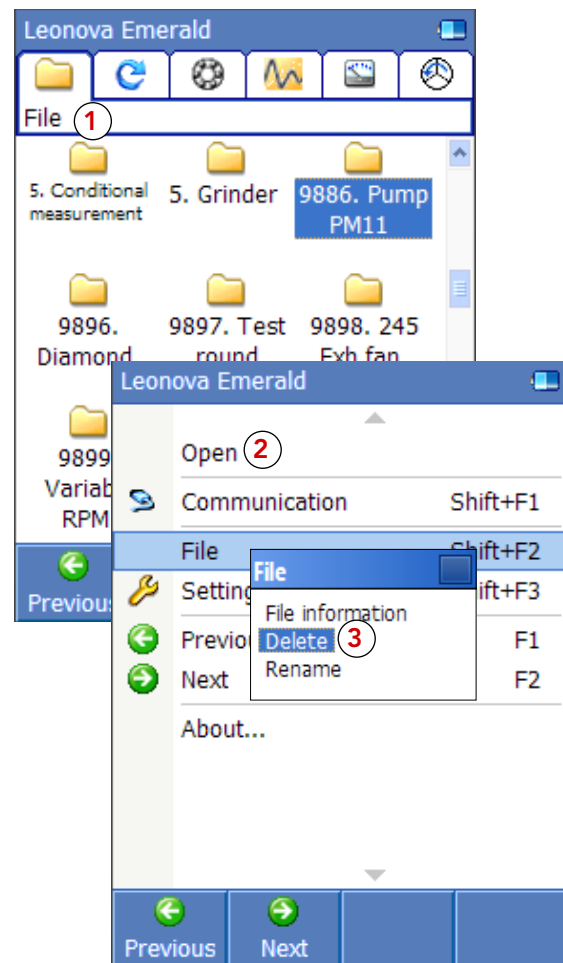 Leonova Emerald
File 1
5. Conditional measurement
5. Grinder
9886. Pump PM11
9896. Diamond
9897. Test round
9898. 245 Exh fan
9899
Variab
RPM
Previou
Leonova Emerald
Open 2
Communication Shift+F1
File Shift+F2
Setting ift+F3
Previou F1
Next F2
About...
File
File information
Delete 3
Rename
Previous Next